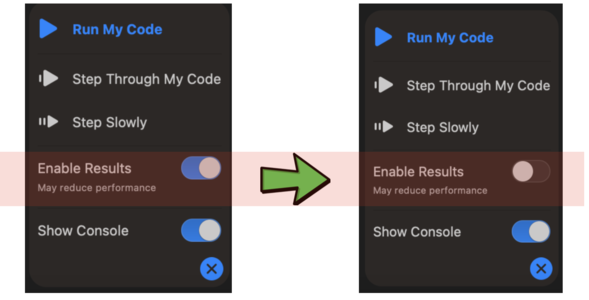 Run My Code
Step Through My Code
Step Slowly
Enable Results
May reduce performance
Show Console
Run My Code
Step Through My Code
Step Slowly
Enable Results
May reduce performance
Show Console